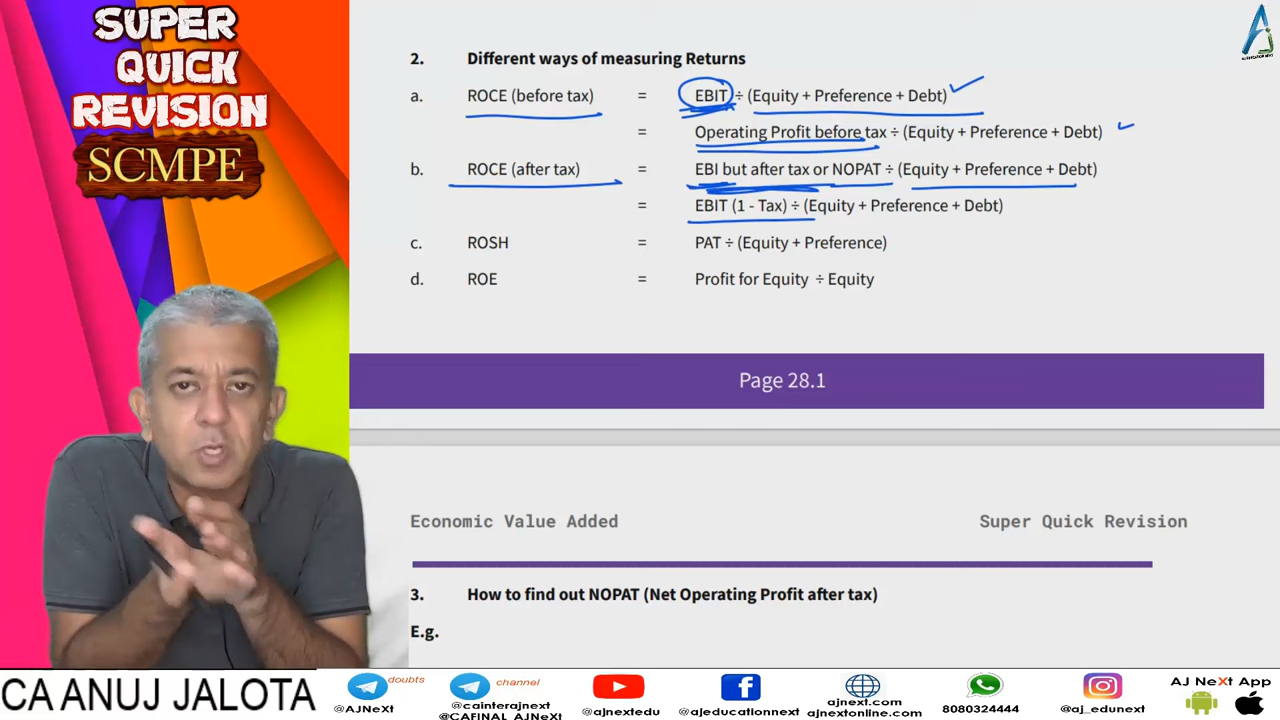 SUPER
QUICK
REVISION
SCMPE
2. Different ways of measuring Returns
a. ROCE (before tax) = EBIT ÷ (Equity + Preference + Debt)
= Operating Profit before tax ÷ (Equity + Preference + Debt)
b. ROCE (after tax) = EBI but after tax or NOPAT ÷ (Equity + Preference + Debt)
= EBIT (1 - Tax) ÷ (Equity + Preference + Debt)
c. ROSH = PAT ÷ (Equity + Preference)
d. ROE = Profit for Equity ÷ Equity
Page 28.1
Economic Value Added Super Quick Revision
3. How to find out NOPAT (Net Operating Profit after tax)
E.g.
CA ANUJ JALOTA
doubts
@AJNeXt
channel
@cainterajnext
@CAFINAL_AJNeXt
@ajnextedu
@ajeducationnext
ajnext.com
ajnextonline.com
8080324444
@aj_edunext
AJ NeXt App